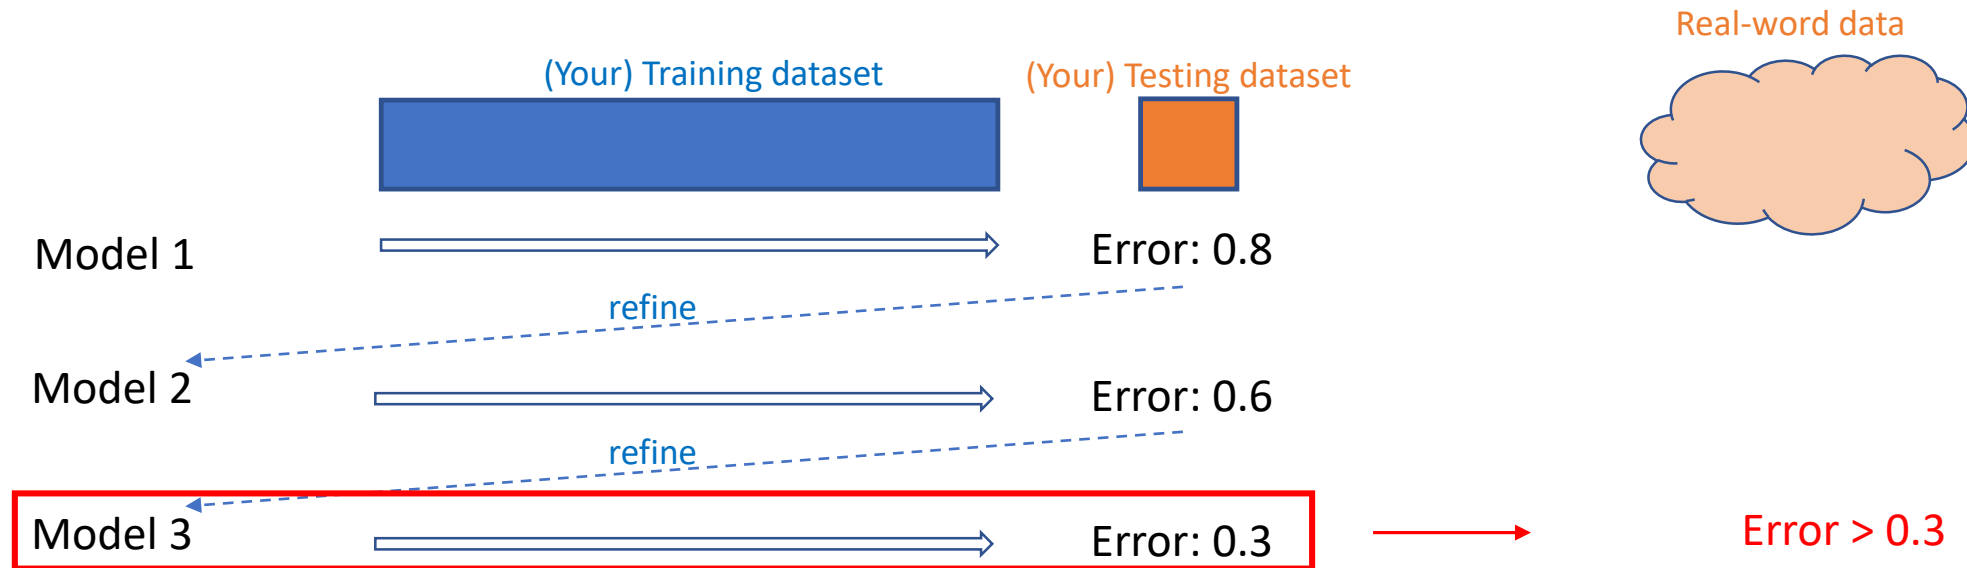 Real-word data
(Your) Training dataset
(Your) Testing dataset
Model 1
Error: 0.8
refine
Model 2
Error: 0.6
refine
Model 3
Error: 0.3
Error > 0.3